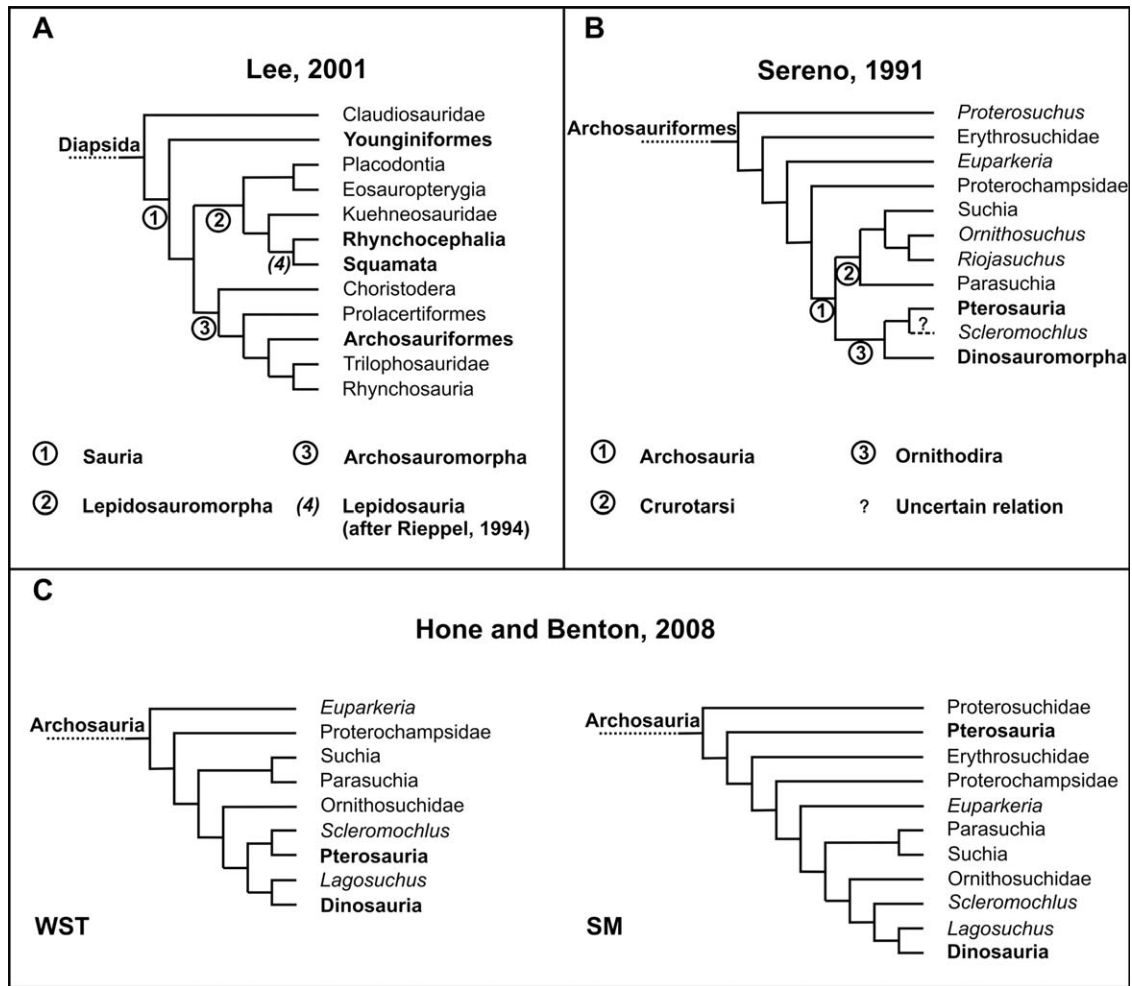 A
Lee, 2001
Diapsida
Claudiosauridae
Younginiformes
Placodontia
Eosauropterygia
Kuehneosauridae
Rhynchocephalia
Squamata
Choristodera
Prolacertiformes
Archosauriformes
Trilophosauridae
Rhynchosauria
1
2
(4)
3
1 Sauria
3 Archosauromorpha
2 Lepidosauromorpha
(4) Lepidosauria
(after Rieppel, 1994)
B
Sereno, 1991
Archosauriformes
Proterosuchus
Erythrosuchidae
Euparkeria
Proterochampsidae
Suchia
Ornithosuchus
Riojasuchus
Parasuchia
Pterosauria
?
Scleromochlus
Dinosauromorpha
2
1
3
1 Archosauria
3 Ornithodira
2 Crurotarsi
? Uncertain relation
C
Hone and Benton, 2008
Archosauria
Euparkeria
Proterochampsidae
Suchia
Parasuchia
Ornithosuchidae
Scleromochlus
Pterosauria
Lagosuchus
Dinosauria
WST
Archosauria
Proterosuchidae
Pterosauria
Erythrosuchidae
Proterochampsidae
Euparkeria
Parasuchia
Suchia
Ornithosuchidae
Scleromochlus
Lagosuchus
Dinosauria
SM